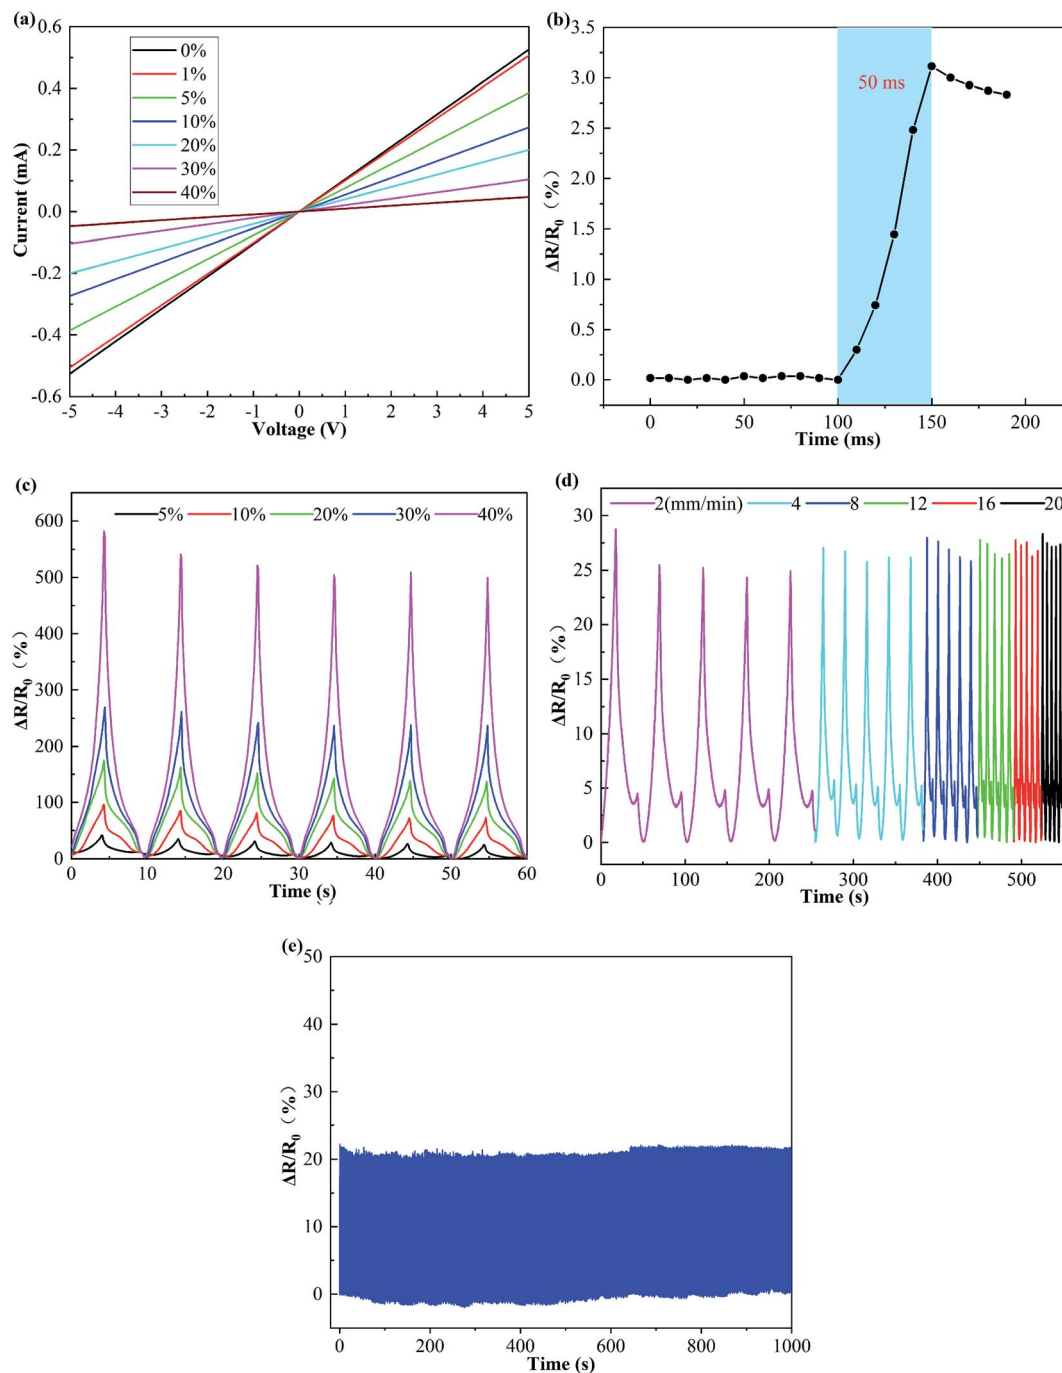 (a)
0.6
0.4
0.2
0.0
-0.2
-0.4
-0.6
Current (mA)
0%
1%
5%
10%
20%
30%
40%
-5 -4 -3 -2 -1 0 1 2 3 4 5
Voltage (V)
(b)
3.5
3.0
2.5
2.0
1.5
1.0
0.5
0.0
ΔR/R0 (%)
50 ms
0 50 100 150 200
Time (ms)
(c)
600
500
400
300
200
100
0
ΔR/R0 (%)
5% 10% 20% 30% 40%
0 10 20 30 40 50 60
Time (s)
(d)
30
25
20
15
10
5
0
ΔR/R0 (%)
2(mm/min) 4 8 12 16 20
0 100 200 300 400 500
Time (s)
(e)
50
40
30
20
10
0
ΔR/R0 (%)
0 200 400 600 800 1000
Time (s)